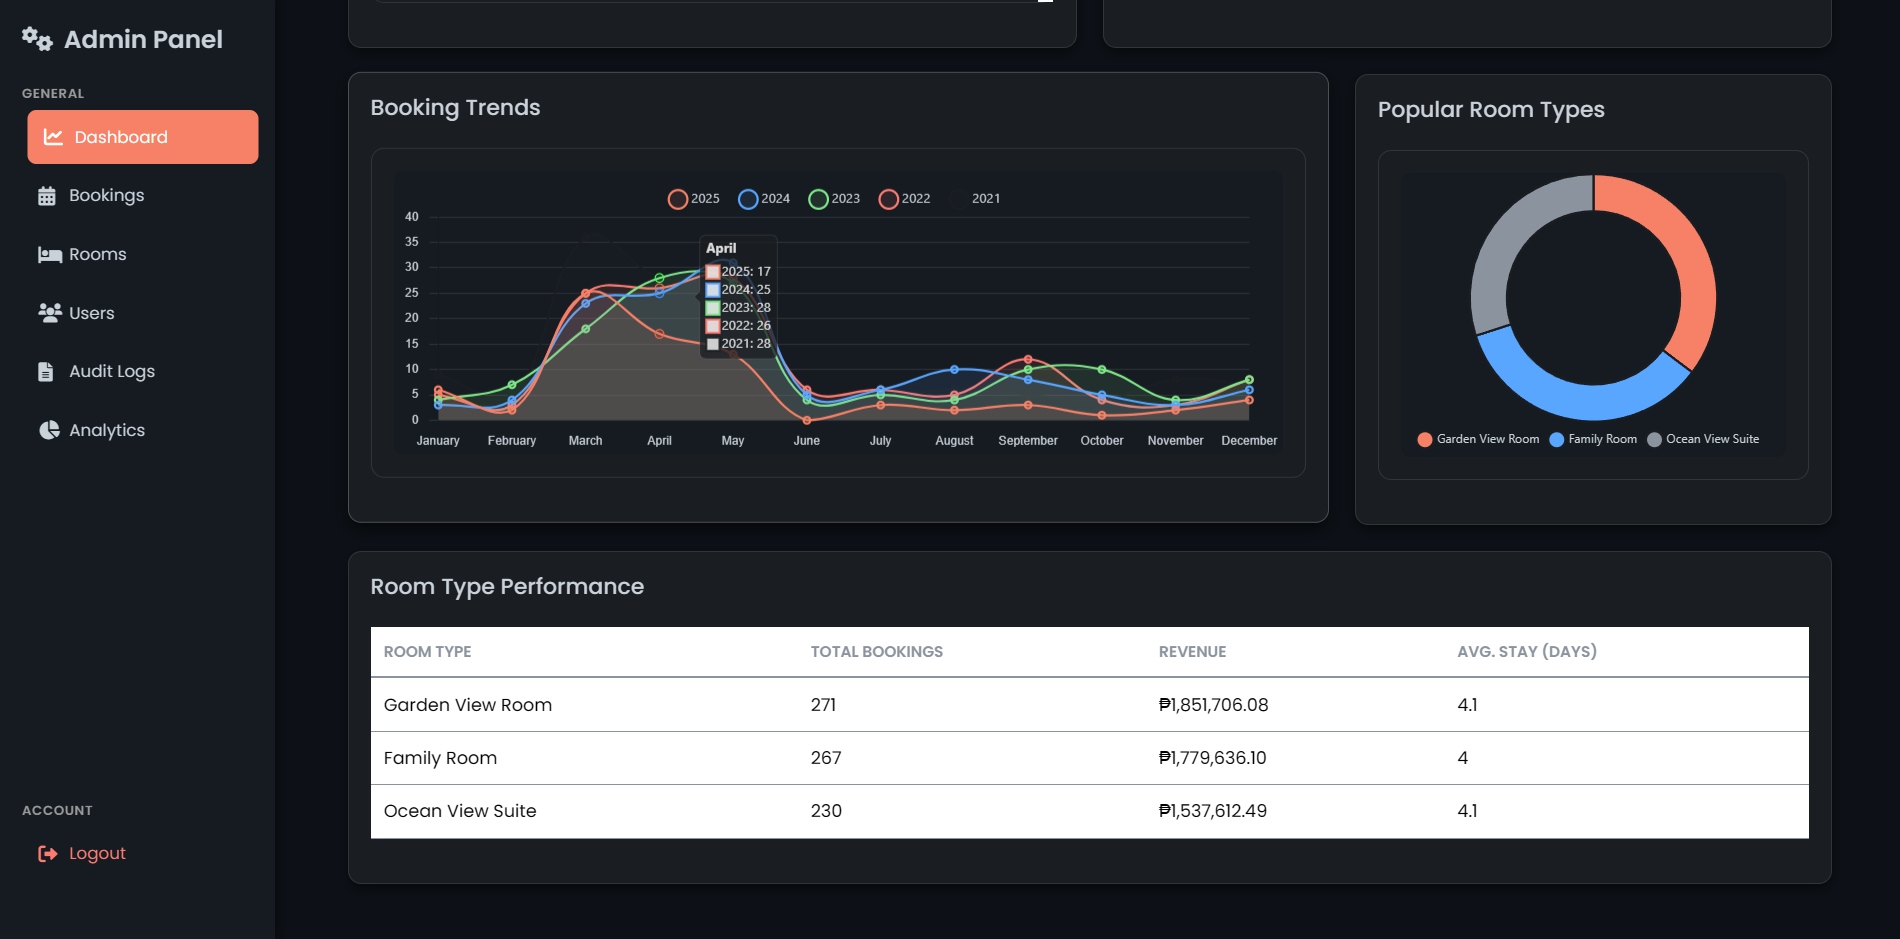 Admin Panel
GENERAL
Dashboard
Bookings
Rooms
Users
Audit Logs
Analytics
ACCOUNT
Logout
Booking Trends
2025 2024 2023 2022 2021
40
35
30
25
20
15
10
5
0
April
2025: 17
2024: 25
2023: 28
2022: 26
2021: 28
January February March April May June July August September October November December
Popular Room Types
Garden View Room Family Room Ocean View Suite
Room Type Performance
ROOM TYPE TOTAL BOOKINGS REVENUE AVG. STAY (DAYS)
Garden View Room 271 ₱1,851,706.08 4.1
Family Room 267 ₱1,779,636.10 4
Ocean View Suite 230 ₱1,537,612.49 4.1